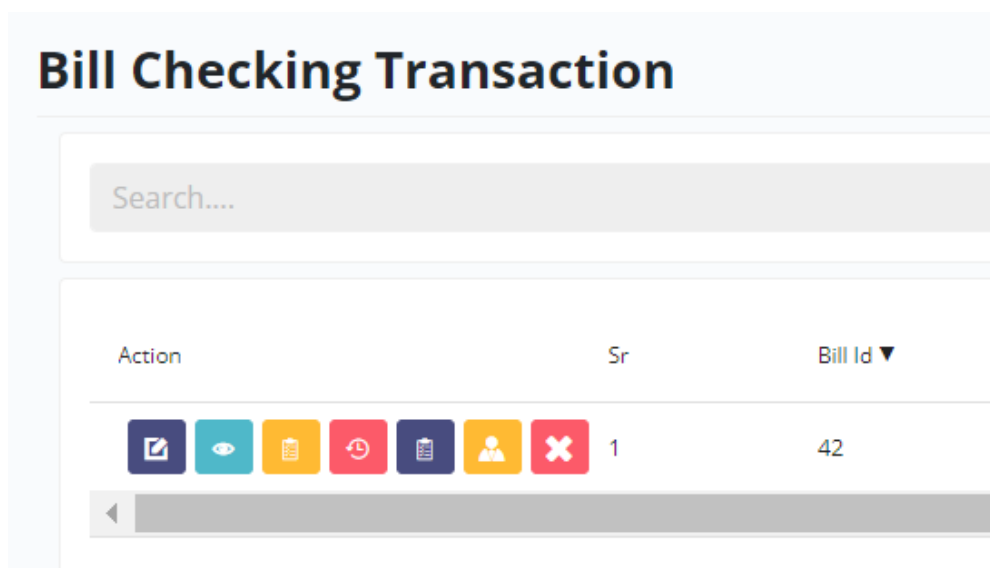 Bill Checking Transaction
Search....
Action Sr Bill Id ▼
1 42